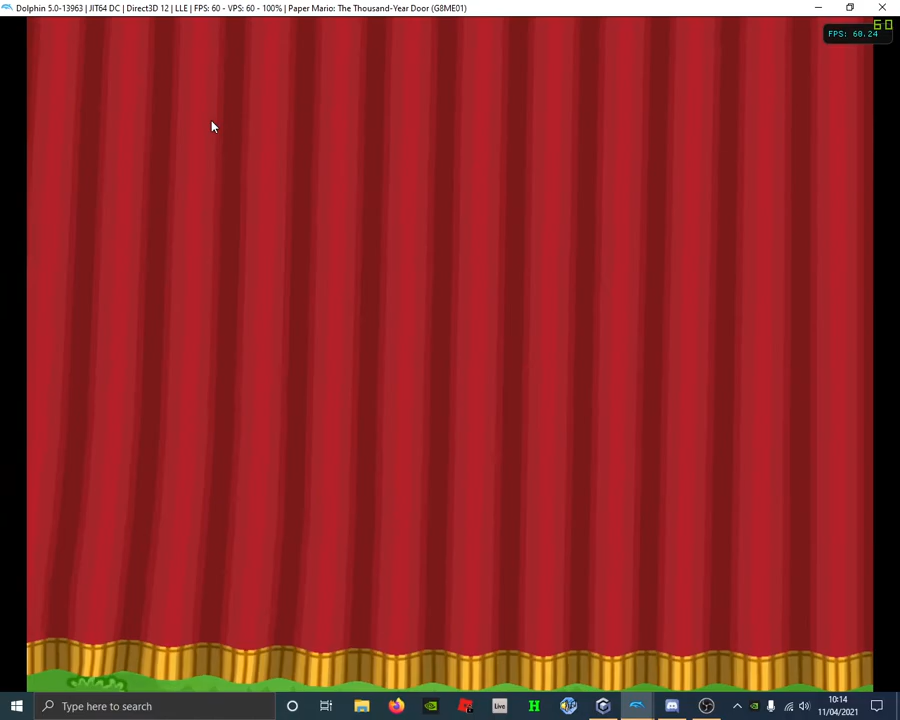 Dolphin 5.0-13963 | JIT64 DC | Direct3D 12 | LLE | FPS: 60 - VPS: 60 - 100% | Paper Mario: The Thousand-Year Door (G8ME01)
60
FPS: 60.24
Type here to search
Live
H
10:14
11/04/2021